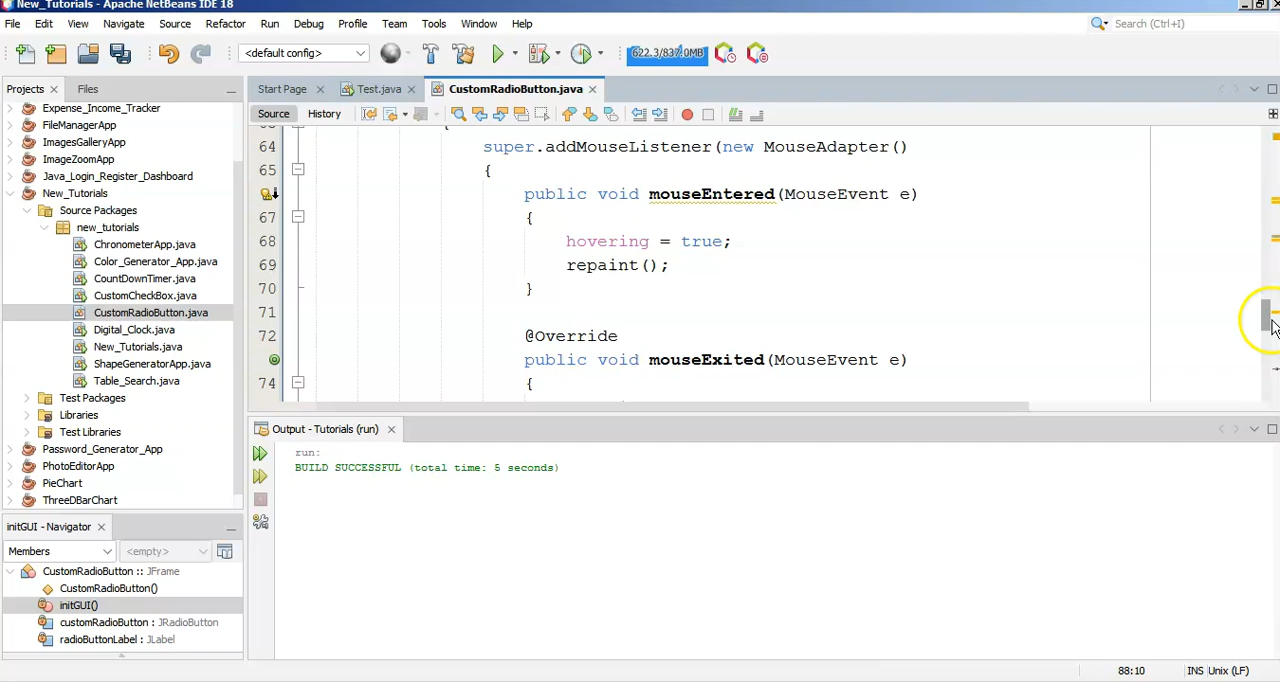 New_Tutorials - Apache NetBeans IDE 18
File Edit View Navigate Source Refactor Run Debug Profile Team Tools Window Help
Search (Ctrl+I)
<default config>
622.3/837.0MB
Projects
Files
Expense_Income_Tracker
FileManagerApp
ImagesGalleryApp
ImageZoomApp
Java_Login_Register_Dashboard
New_Tutorials
Source Packages
new_tutorials
ChronometerApp.java
Color_Generator_App.java
CountDownTimer.java
CustomCheckBox.java
CustomRadioButton.java
Digital_Clock.java
New_Tutorials.java
ShapeGeneratorApp.java
Table_Search.java
Test Packages
Libraries
Test Libraries
Password_Generator_App
PhotoEditorApp
PieChart
ThreeDBarChart
initGUI - Navigator
Members
<empty>
CustomRadioButton :: JFrame
CustomRadioButton()
initGUI()
customRadioButton : JRadioButton
radioButtonLabel : JLabel
Start Page
Test.java
CustomRadioButton.java
Source
History
64 super.addMouseListener(new MouseAdapter()
65 {
public void mouseEntered(MouseEvent e)
67 {
68 hovering = true;
69 repaint();
70 }
71
72 @Override
public void mouseExited(MouseEvent e)
74 {
Output - Tutorials (run)
run:
BUILD SUCCESSFUL (total time: 5 seconds)
88:10
INS Unix (LF)